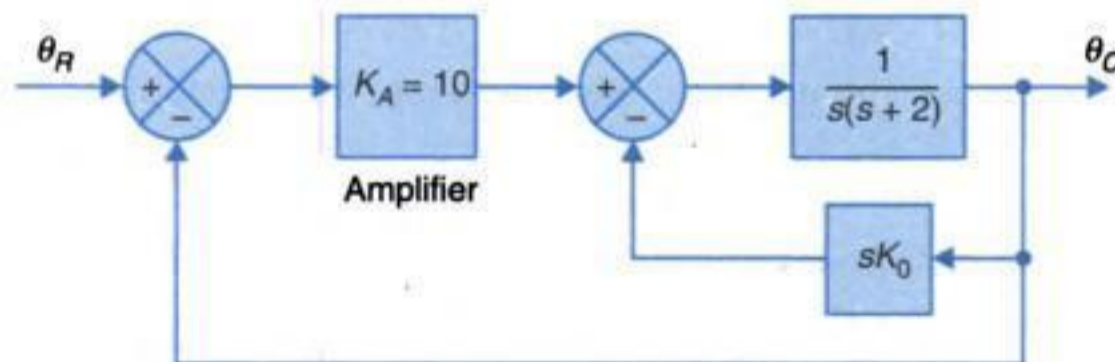 θR
+
−
KA = 10
Amplifier
+
−
1
s(s + 2)
sK0
θC